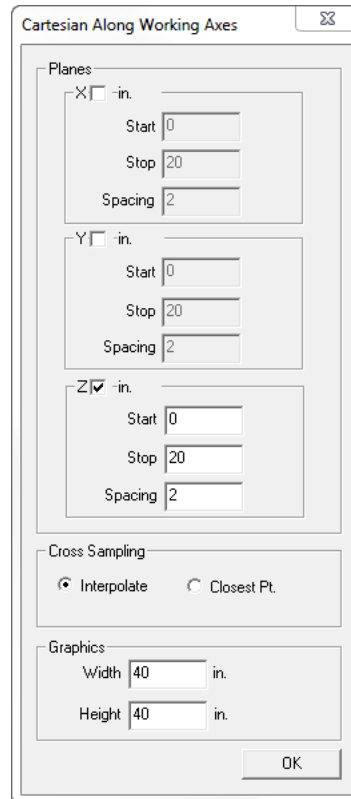 Cartesian Along Working Axes
Planes
X -in.
Start 0
Stop 20
Spacing 2
Y -in.
Start 0
Stop 20
Spacing 2
Z -in.
Start 0
Stop 20
Spacing 2
Cross Sampling
Interpolate Closest Pt.
Graphics
Width 40 in.
Height 40 in.
OK